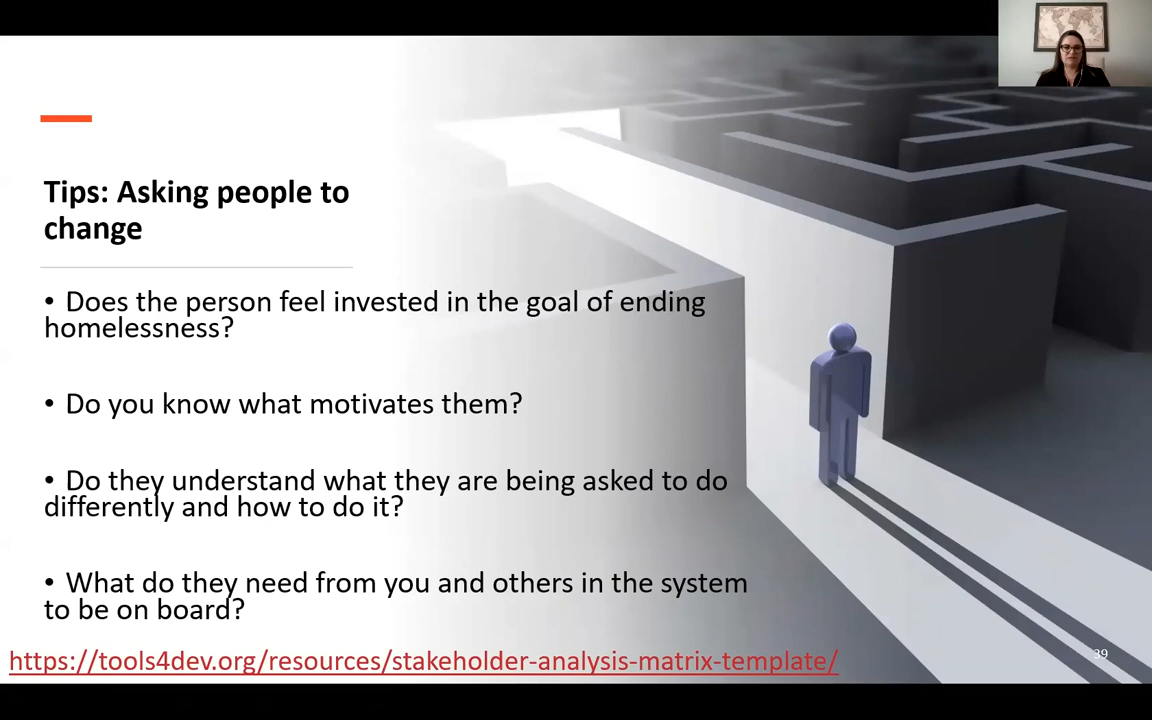 Tips: Asking people to
change
• Does the person feel invested in the goal of ending
homelessness?
• Do you know what motivates them?
• Do they understand what they are being asked to do
differently and how to do it?
• What do they need from you and others in the system
to be on board?
https://tools4dev.org/resources/stakeholder-analysis-matrix-template/
39